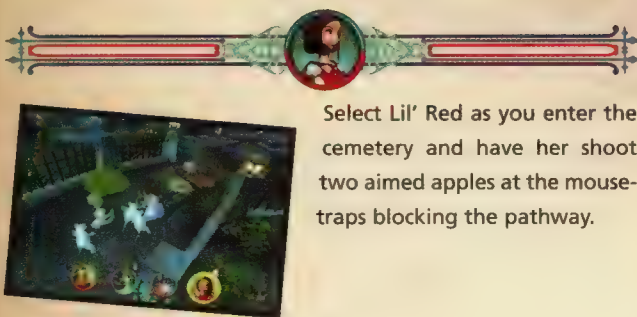 Select Lil' Red as you enter the
cemetery and have her shoot
two aimed apples at the mouse-
traps blocking the pathway.